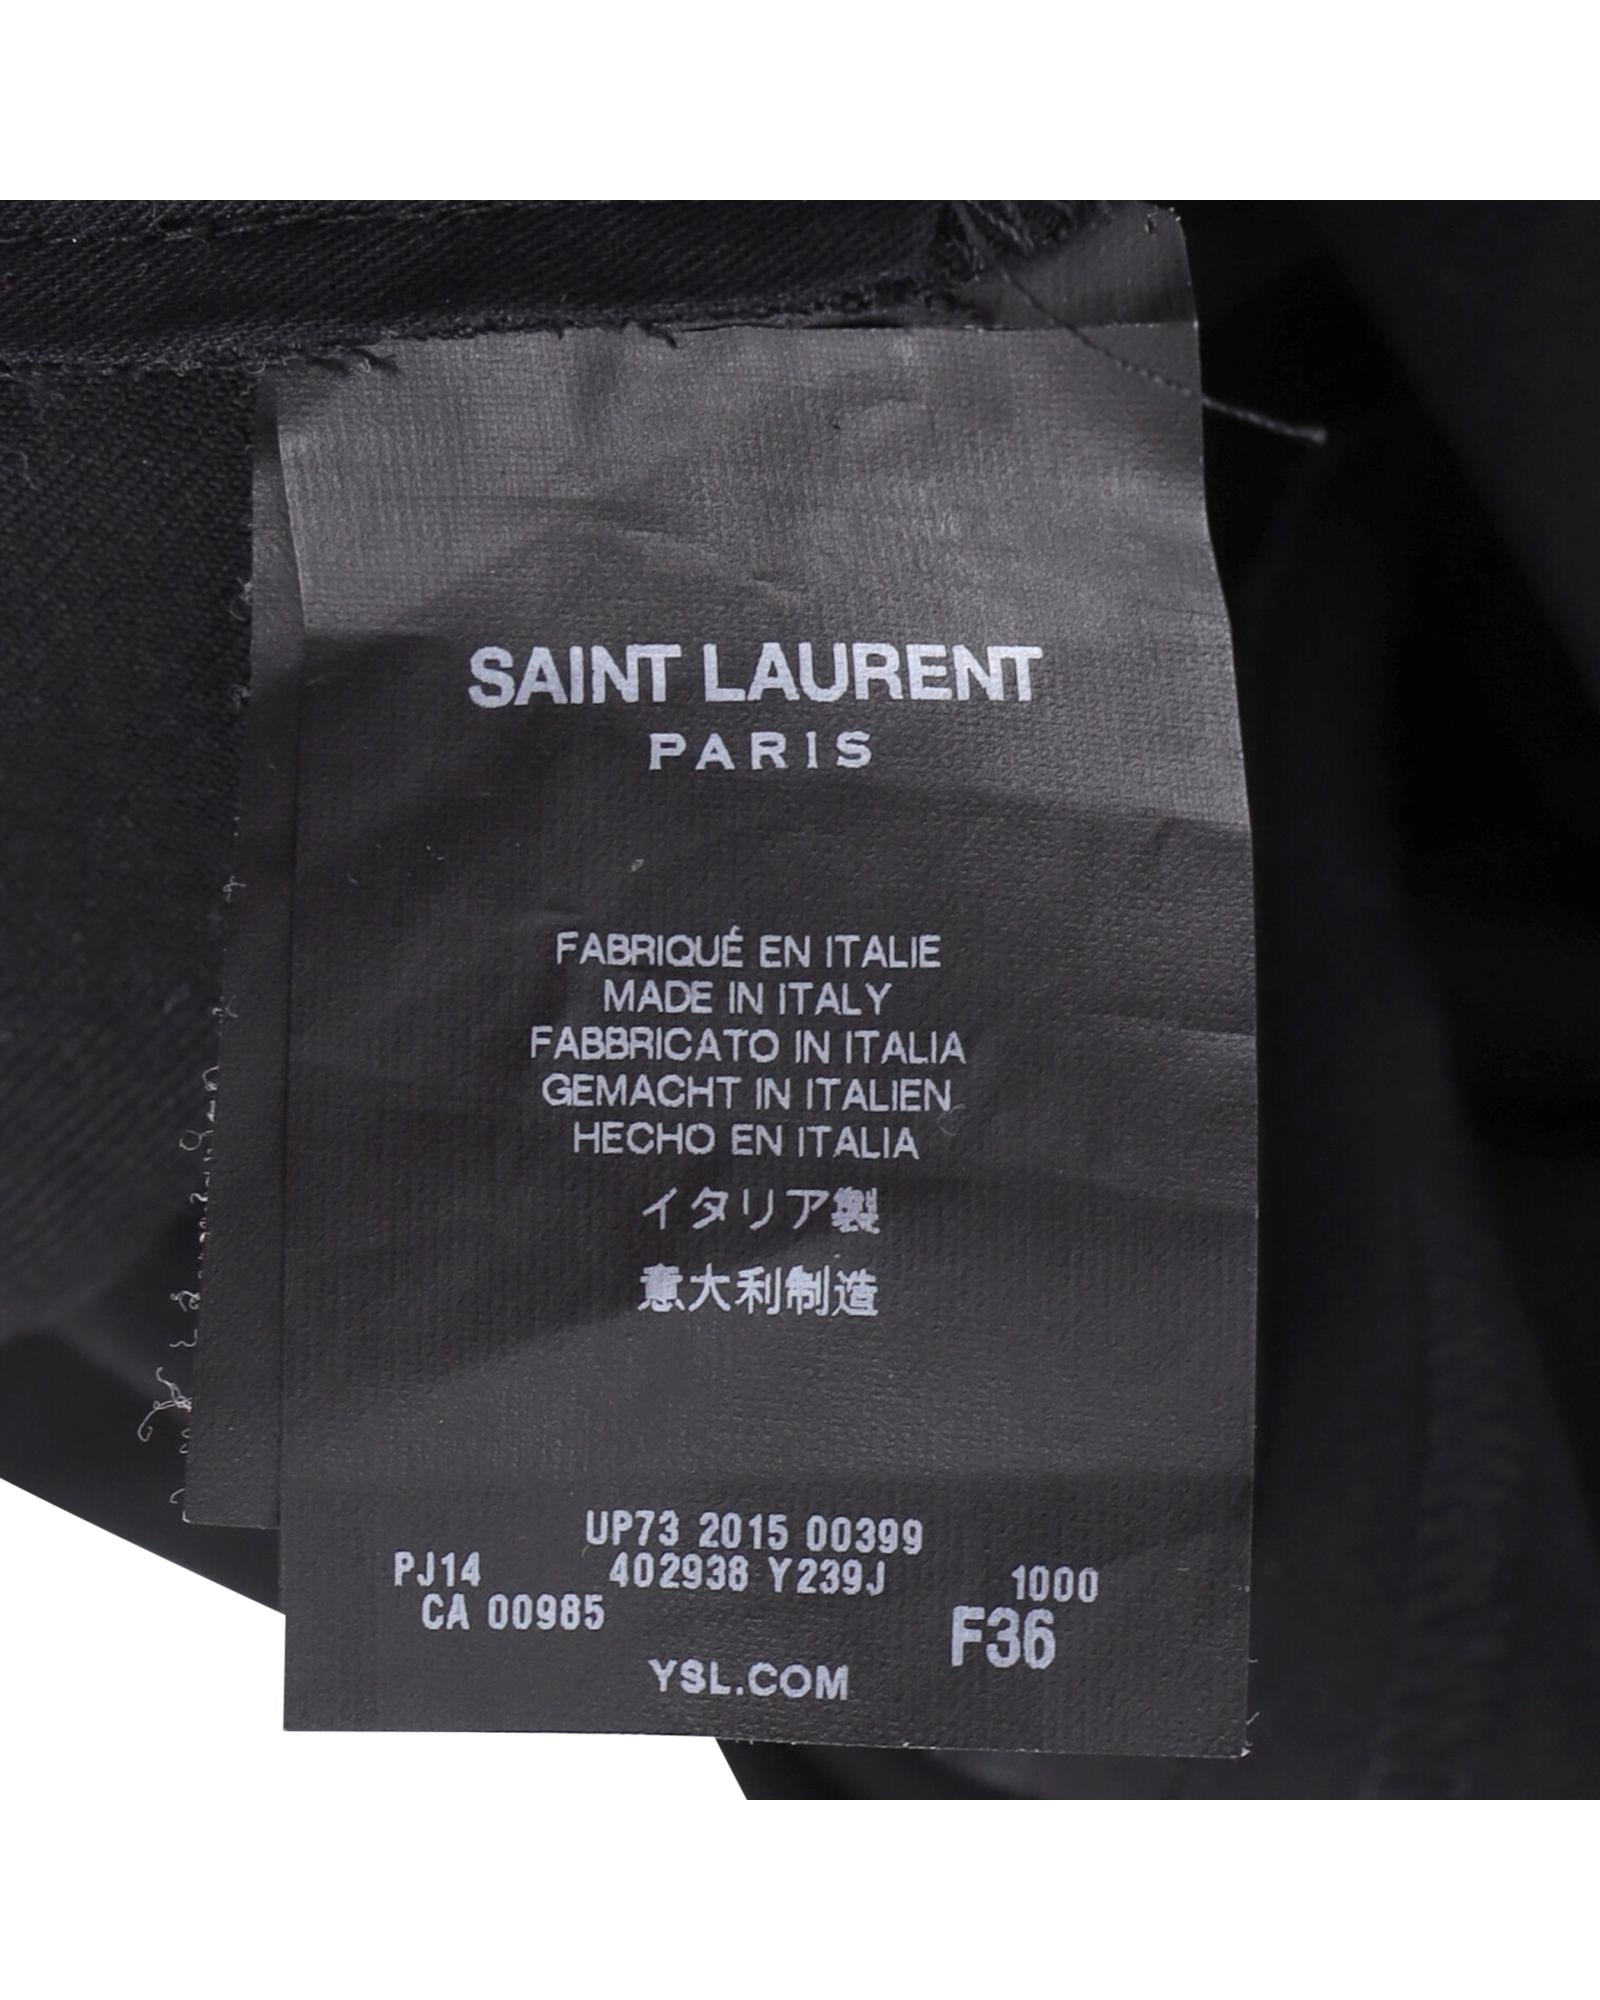 SAINT LAURENT
PARIS
FABRIQUÉ EN ITALIE
MADE IN ITALY
FABBRICATO IN ITALIA
GEMACHT IN ITALIEN
HECHO EN ITALIA
イタリア製
意大利制造
UP73 2015 00399
PJ14 402938 Y239J 1000
CA 00985 F36
YSL.COM